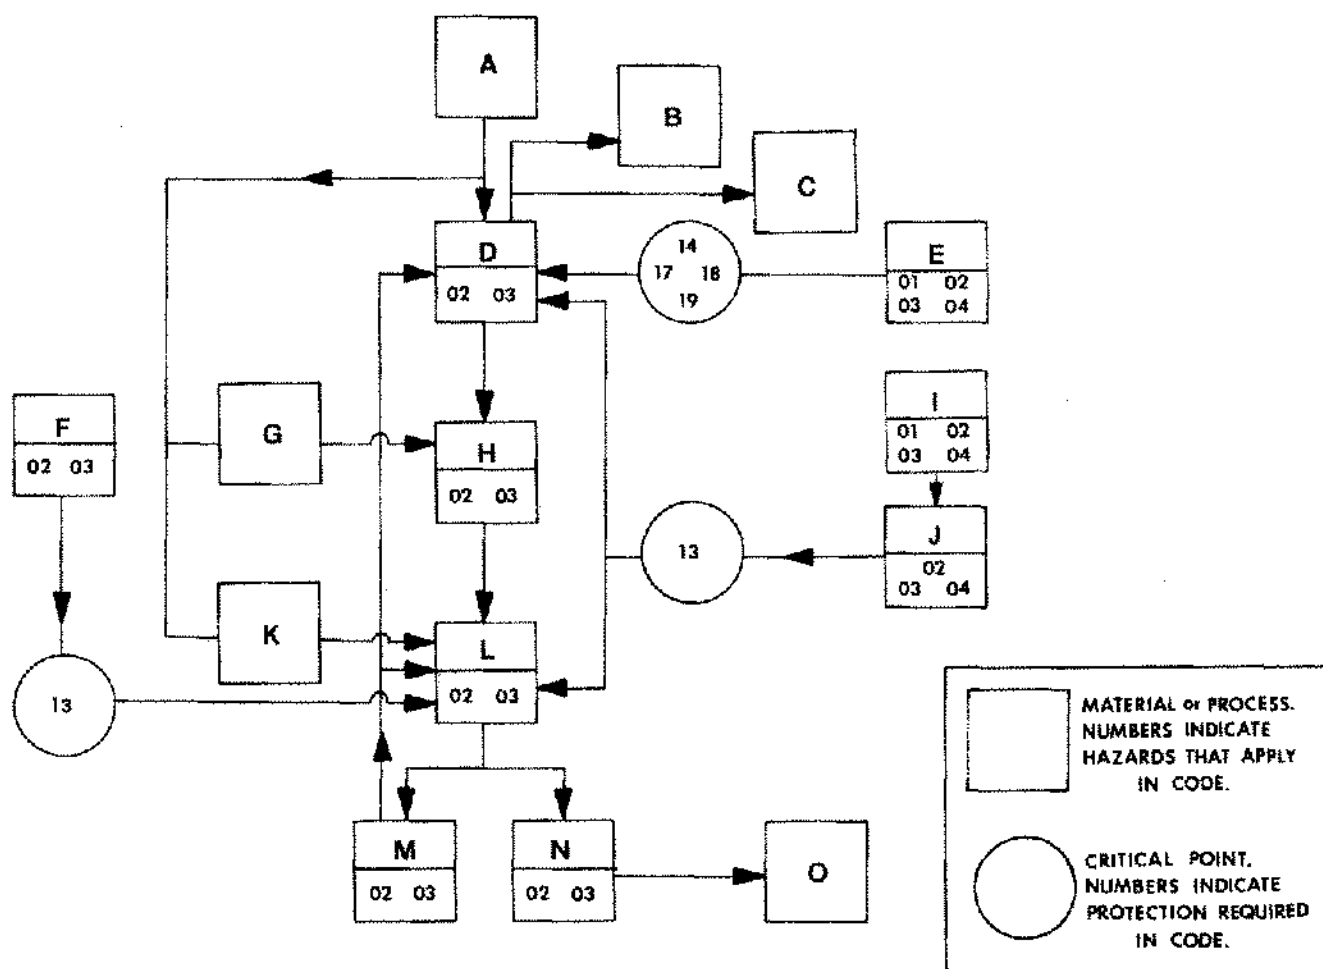 A
B
C
D
02 03
14
17 18
19
E
01 02
03 04
F
02 03
G
H
02 03
I
01 02
03 04
J
02
03 04
13
K
L
02 03
13
M
02 03
N
02 03
O
MATERIAL or PROCESS.
NUMBERS INDICATE
HAZARDS THAT APPLY
IN CODE.
CRITICAL POINT.
NUMBERS INDICATE
PROTECTION REQUIRED
IN CODE.